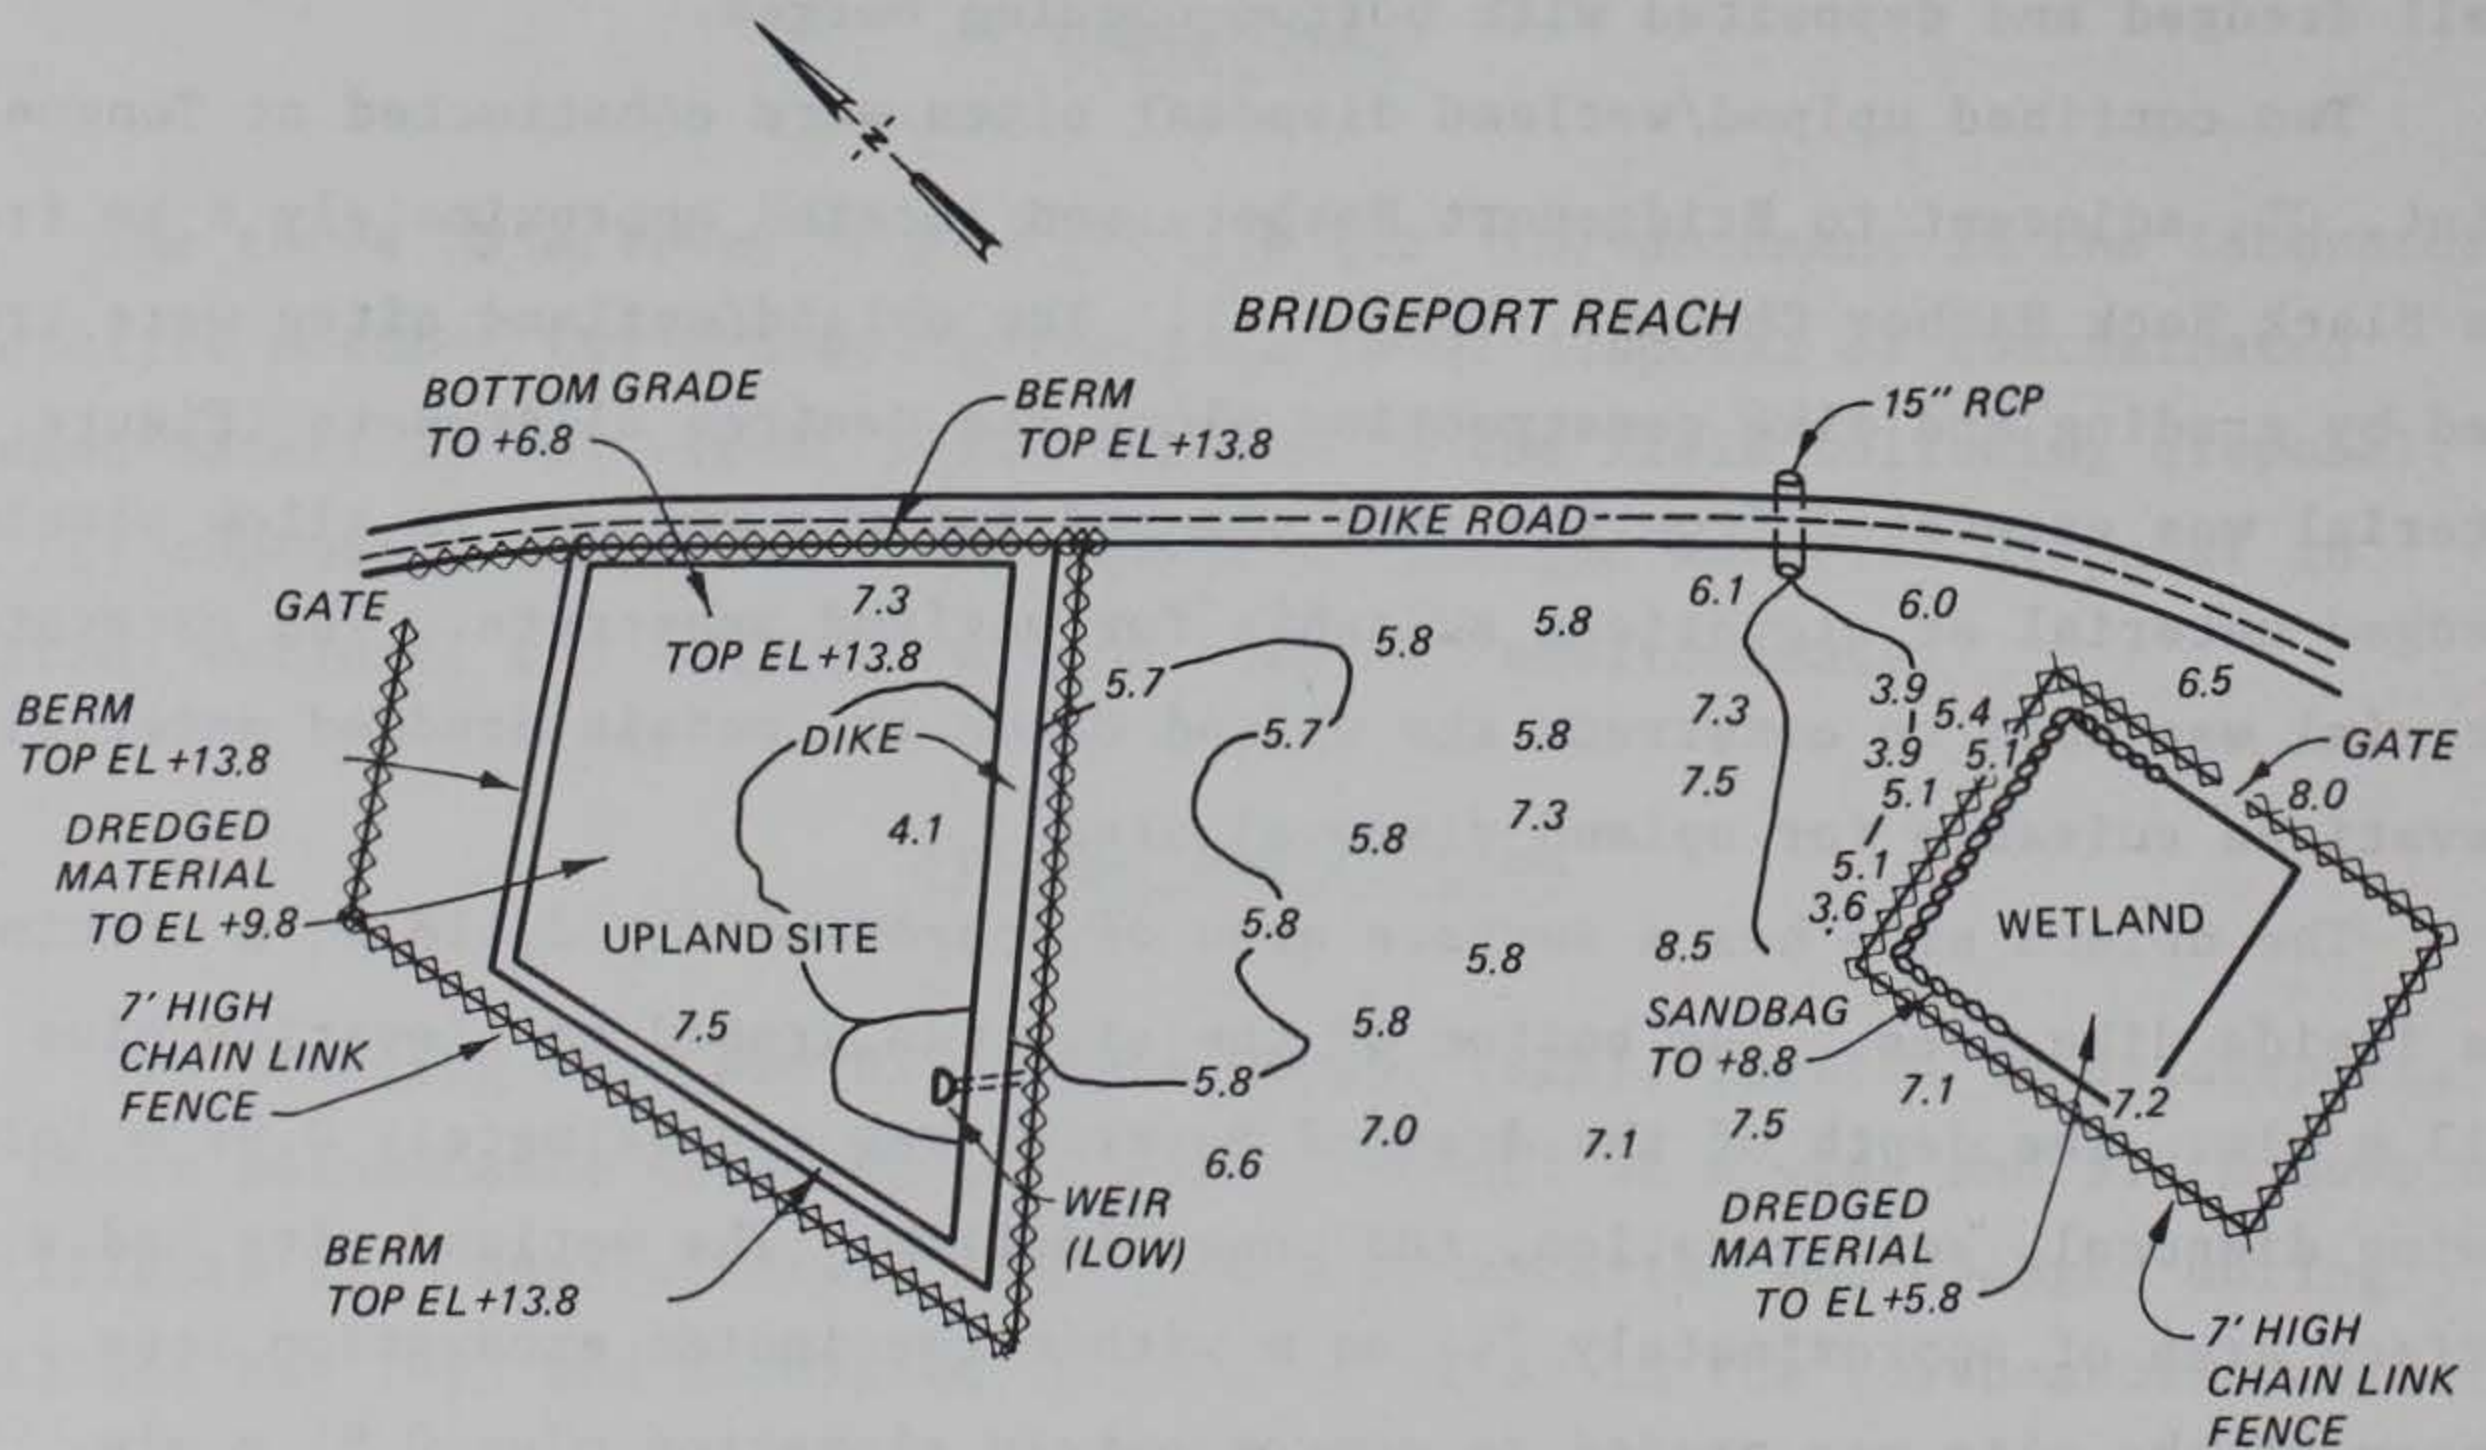 N
BRIDGEPORT REACH
BOTTOM GRADE
TO +6.8
BERM
TOP EL +13.8
15" RCP
DIKE ROAD
GATE
7.3
TOP EL +13.8
6.1
6.0
5.8
5.8
5.7
6.5
BERM
TOP EL +13.8
DIKE
5.7
5.8
7.3
3.9
5.4
3.9
5.1
GATE
8.0
7.5
5.1
DREDGED
MATERIAL
TO EL +9.8
4.1
5.8
7.3
5.1
3.6
UPLAND SITE
5.8
5.8
8.5
WETLAND
7' HIGH
CHAIN LINK
FENCE
7.5
D
5.8
5.8
SANDBAG
TO +8.8
7.1
7.2
7.0
7.1
7.5
6.6
WEIR
(LOW)
BERM
TOP EL +13.8
DREDGED
MATERIAL
TO EL +5.8
7' HIGH
CHAIN LINK
FENCE